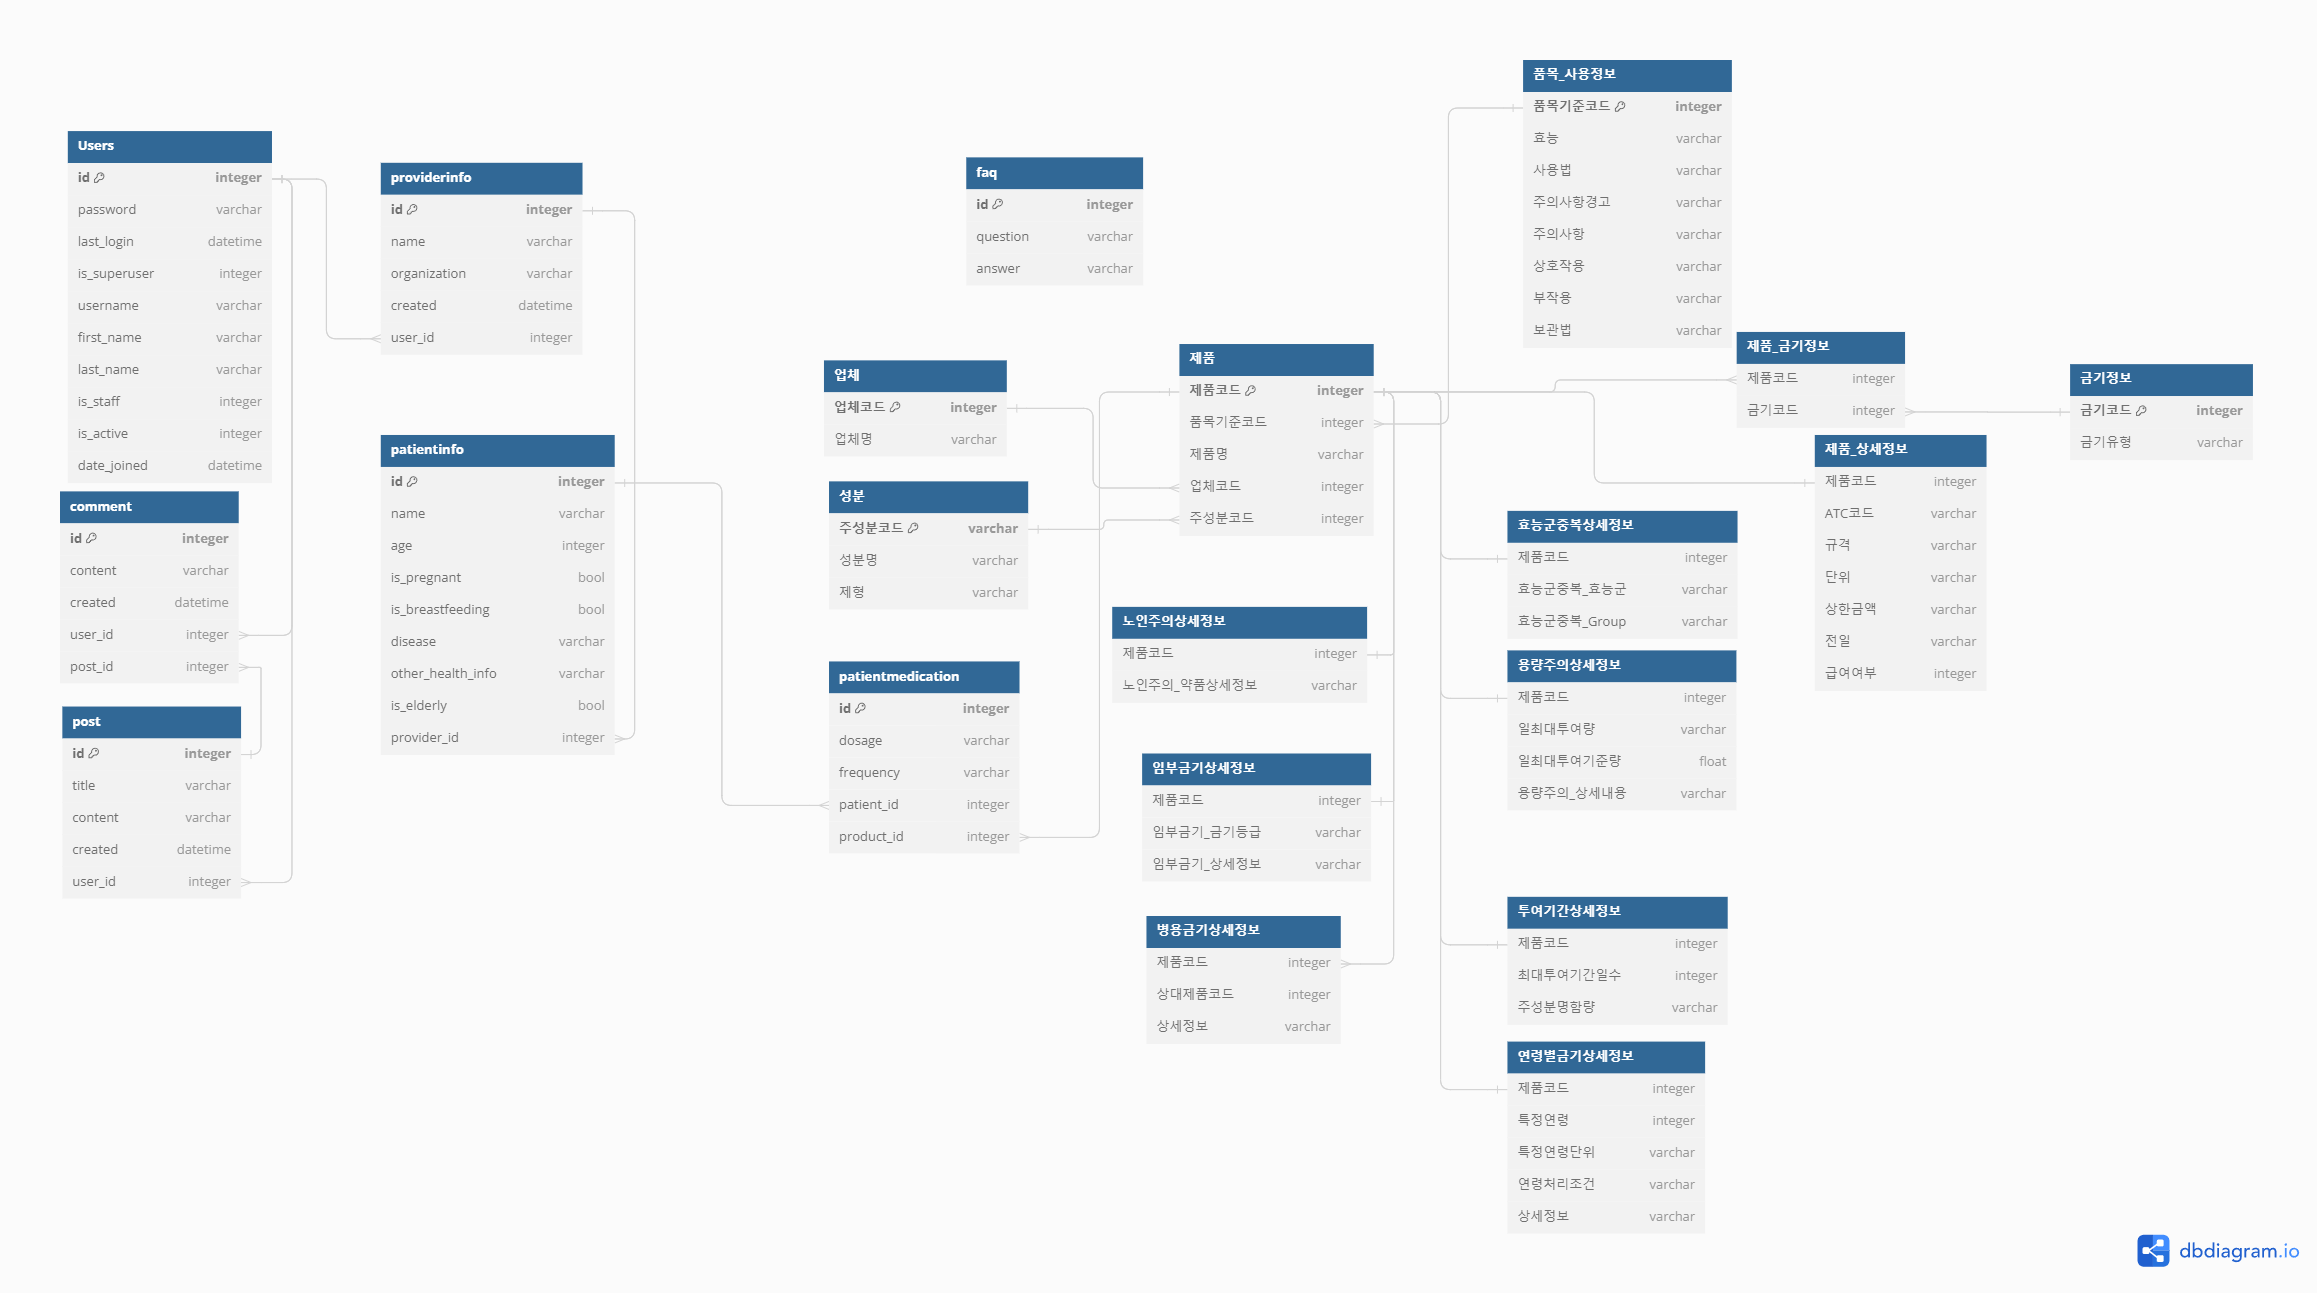 Users
id integer
password varchar
last_login datetime
is_superuser integer
username varchar
first_name varchar
last_name varchar
is_staff integer
is_active integer
date_joined datetime
comment
id integer
content varchar
created datetime
user_id integer
post_id integer
post
id integer
title varchar
content varchar
created datetime
user_id integer
providerinfo
id integer
name varchar
organization varchar
created datetime
user_id integer
patientinfo
id integer
name varchar
age integer
is_pregnant bool
is_breastfeeding bool
disease varchar
other_health_info varchar
is_elderly bool
provider_id integer
faq
id integer
question varchar
answer varchar
업체
업체코드 integer
업체명 varchar
성분
주성분코드 varchar
성분명 varchar
제형 varchar
patientmedication
id integer
dosage varchar
frequency varchar
patient_id integer
product_id integer
제품
제품코드 integer
품목기준코드 integer
제품명 varchar
업체코드 integer
주성분코드 integer
노인주의상세정보
제품코드 integer
노인주의_약품상세정보 varchar
임부금기상세정보
제품코드 integer
임부금기_금기등급 varchar
임부금기_상세정보 varchar
병용금기상세정보
제품코드 integer
상대제품코드 integer
상세정보 varchar
품목_사용정보
품목기준코드 integer
효능 varchar
사용법 varchar
주의사항경고 varchar
주의사항 varchar
상호작용 varchar
부작용 varchar
보관법 varchar
제품_금기정보
제품코드 integer
금기코드 integer
금기정보
금기코드 integer
금기유형 varchar
제품_상세정보
제품코드 integer
ATC코드 varchar
규격 varchar
단위 varchar
상한금액 varchar
전일 varchar
급여여부 integer
효능군중복상세정보
제품코드 integer
효능군중복_효능군 varchar
효능군중복_Group varchar
용량주의상세정보
제품코드 integer
일최대투여량 varchar
일최대투여기준량 float
용량주의_상세내용 varchar
투여기간상세정보
제품코드 integer
최대투여기간일수 integer
주성분명함량 varchar
연령별금기상세정보
제품코드 integer
특정연령 integer
특정연령단위 varchar
연령처리조건 varchar
상세정보 varchar
dbdiagram.io